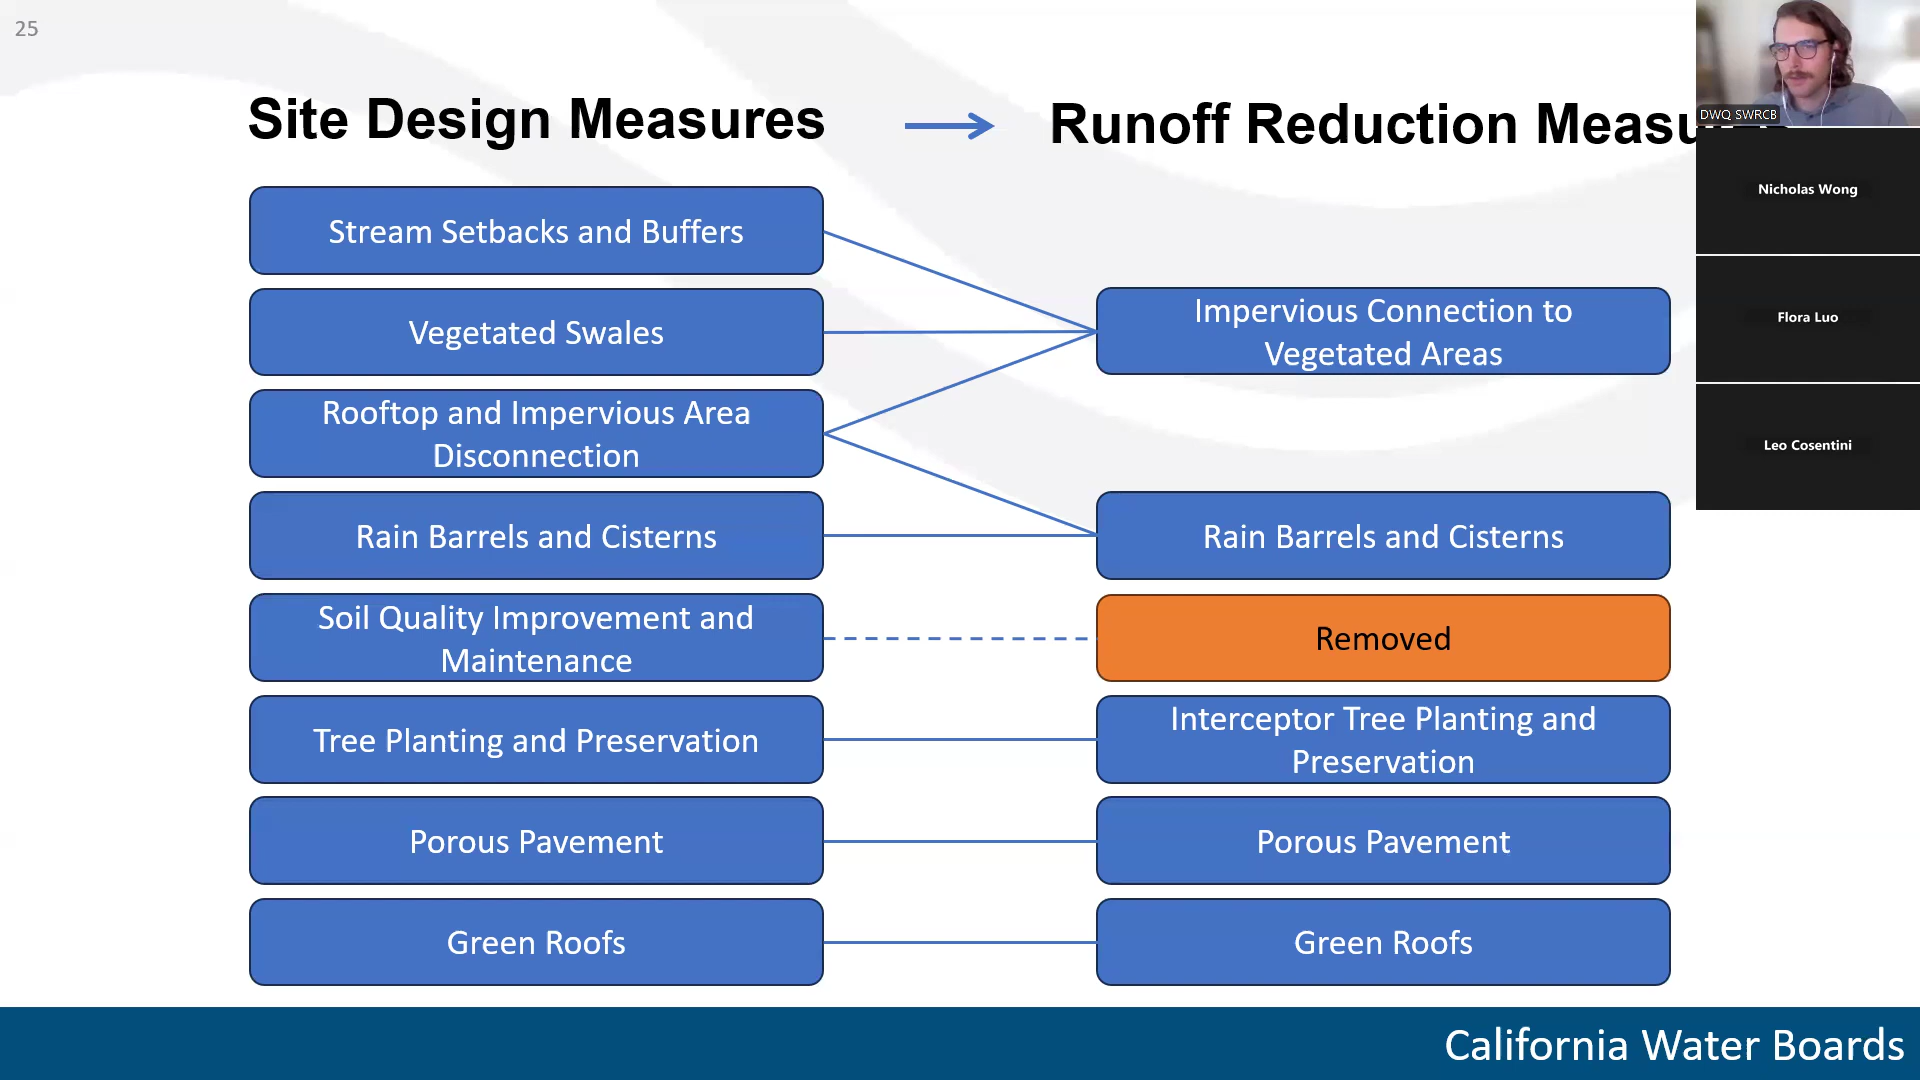 25
Site Design Measures
Runoff Reduction
DWQ SWRCB
Nicholas Wong
Flora Luo
Leo Cosentini
Stream Setbacks and Buffers
Vegetated Swales
Impervious Connection to
Vegetated Areas
Rooftop and Impervious Area
Disconnection
Rain Barrels and Cisterns
Rain Barrels and Cisterns
Soil Quality Improvement and
Maintenance
Removed
Tree Planting and Preservation
Interceptor Tree Planting and
Preservation
Porous Pavement
Porous Pavement
Green Roofs
Green Roofs
California Water Boards